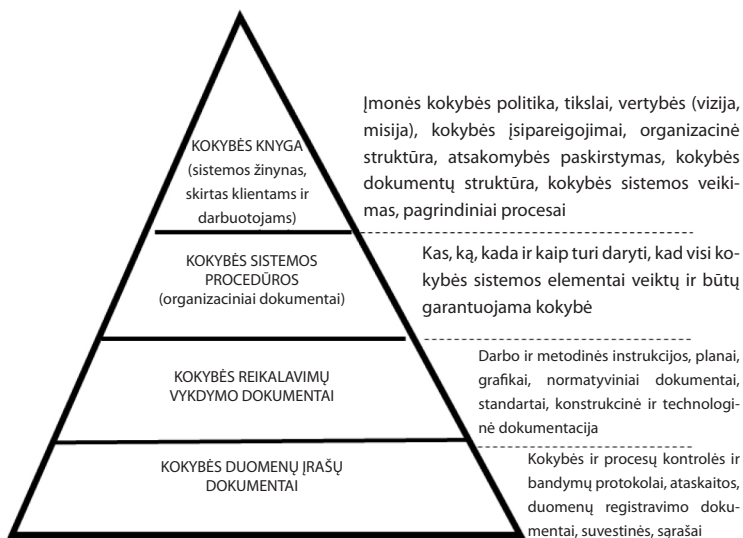 KOKYBĖS KNYGA
(sistemos žinynas,
skirtas klientams ir
darbuotojams)
Įmonės kokybės politika, tikslai, vertybės (vizija,
misija), kokybės įsipareigojimai, organizacinė
struktūra, atsakomybės paskirstymas, kokybės
dokumentų struktūra, kokybės sistemos veiki-
mas, pagrindiniai procesai
KOKYBĖS SISTEMOS
PROCEDŪROS
(organizaciniai dokumentai)
Kas, ką, kada ir kaip turi daryti, kad visi ko-
kybės sistemos elementai veiktų ir būtų
garantuojama kokybė
KOKYBĖS REIKALAVIMŲ
VYKDYMO DOKUMENTAI
Darbo ir metodinės instrukcijos, planai,
grafikai, normatyviniai dokumentai,
standartai, konstrukcinė ir technologi-
nė dokumentacija
KOKYBĖS DUOMENŲ ĮRAŠŲ
DOKUMENTAI
Kokybės ir procesų kontrolės ir
bandymų protokolai, ataskaitos,
duomenų registravimo doku-
mentai, suvestinės, sąrašai